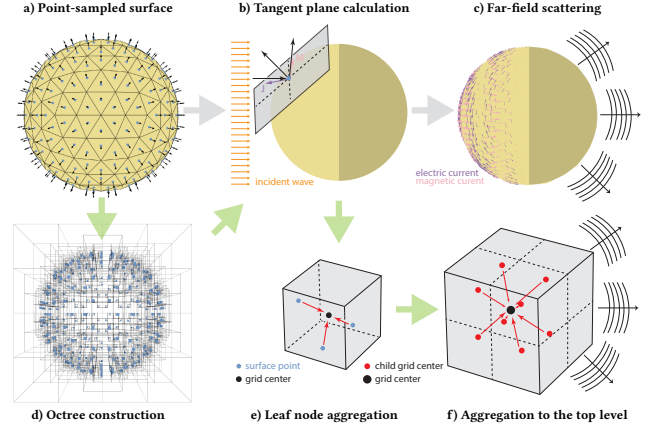 a) Point-sampled surface
b) Tangent plane calculation
c) Far-field scattering
incident wave
electric current
magnetic curent
surface point
grid center
child grid center
grid center
d) Octree construction
e) Leaf node aggregation
f) Aggregation to the top level